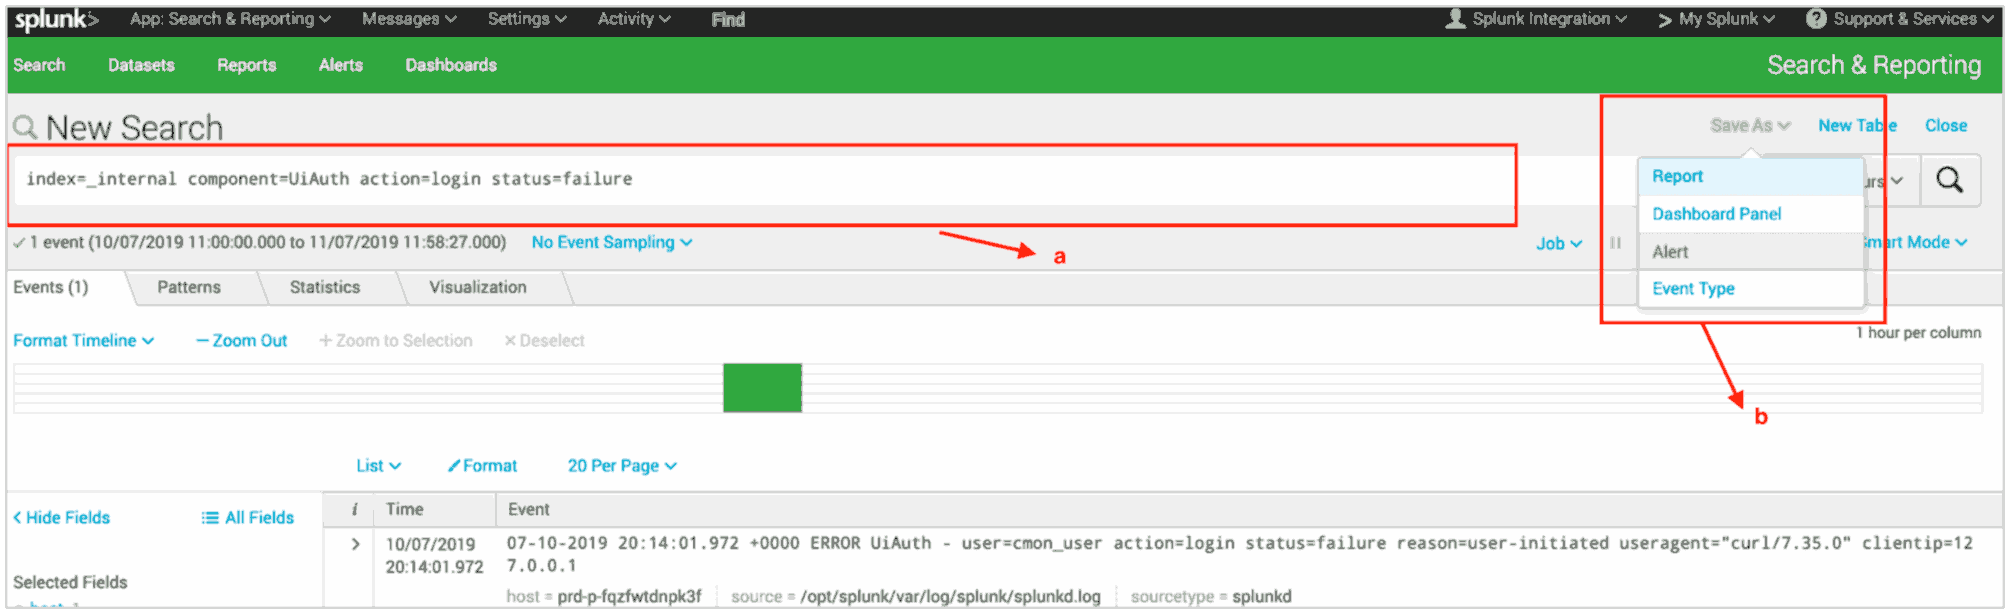 splunk> App: Search & Reporting Messages Settings Activity Find Splunk Integration > My Splunk ? Support & Services
Search Datasets Reports Alerts Dashboards Search & Reporting
New Search Save As New Table Close
index=_internal component=UiAuth action=login status=failure
Report
Dashboard Panel
Alert
Event Type
✓ 1 event (10/07/2019 11:00:00.000 to 11/07/2019 11:58:27.000) No Event Sampling Job Mode
a
Events (1) Patterns Statistics Visualization
Format Timeline — Zoom Out + Zoom to Selection × Deselect 1 hour per column
b
List Format 20 Per Page
< Hide Fields All Fields
i Time Event
> 10/07/2019 20:14:01.972
07-10-2019 20:14:01.972 +0000 ERROR UiAuth - user=cmon_user action=login status=failure reason=user-initiated useragent="curl/7.35.0" clientip=12
7.0.0.1
host = prd-p-fqzfwtdnpk3f source = /opt/splunk/var/log/splunk/splunkd.log sourcetype = splunkd
Selected Fields